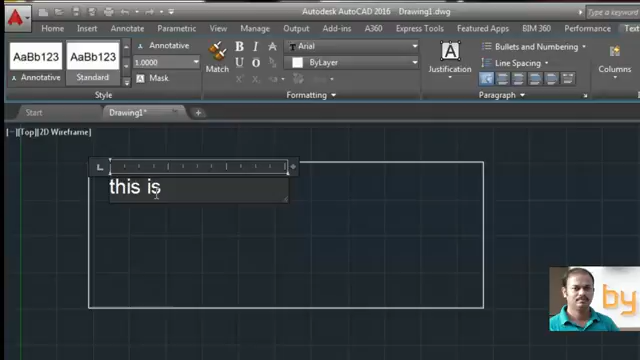 Autodesk AutoCAD 2016 Drawing1.dwg
Type a keyword
Home Insert Annotate Parametric View Manage Output Add-ins A360 Express Tools Featured Apps BIM 360 Performance Text
AaBb123 AaBb123
Annotative Standard
Annotative
1.0000
Mask
Style
Match
B I
U O
Arial
ByLayer
Formatting
A
Justification
Bullets and Numbering
Line Spacing
Paragraph
Columns
Start Drawing1*
[−][Top][2D Wireframe]
this is
by